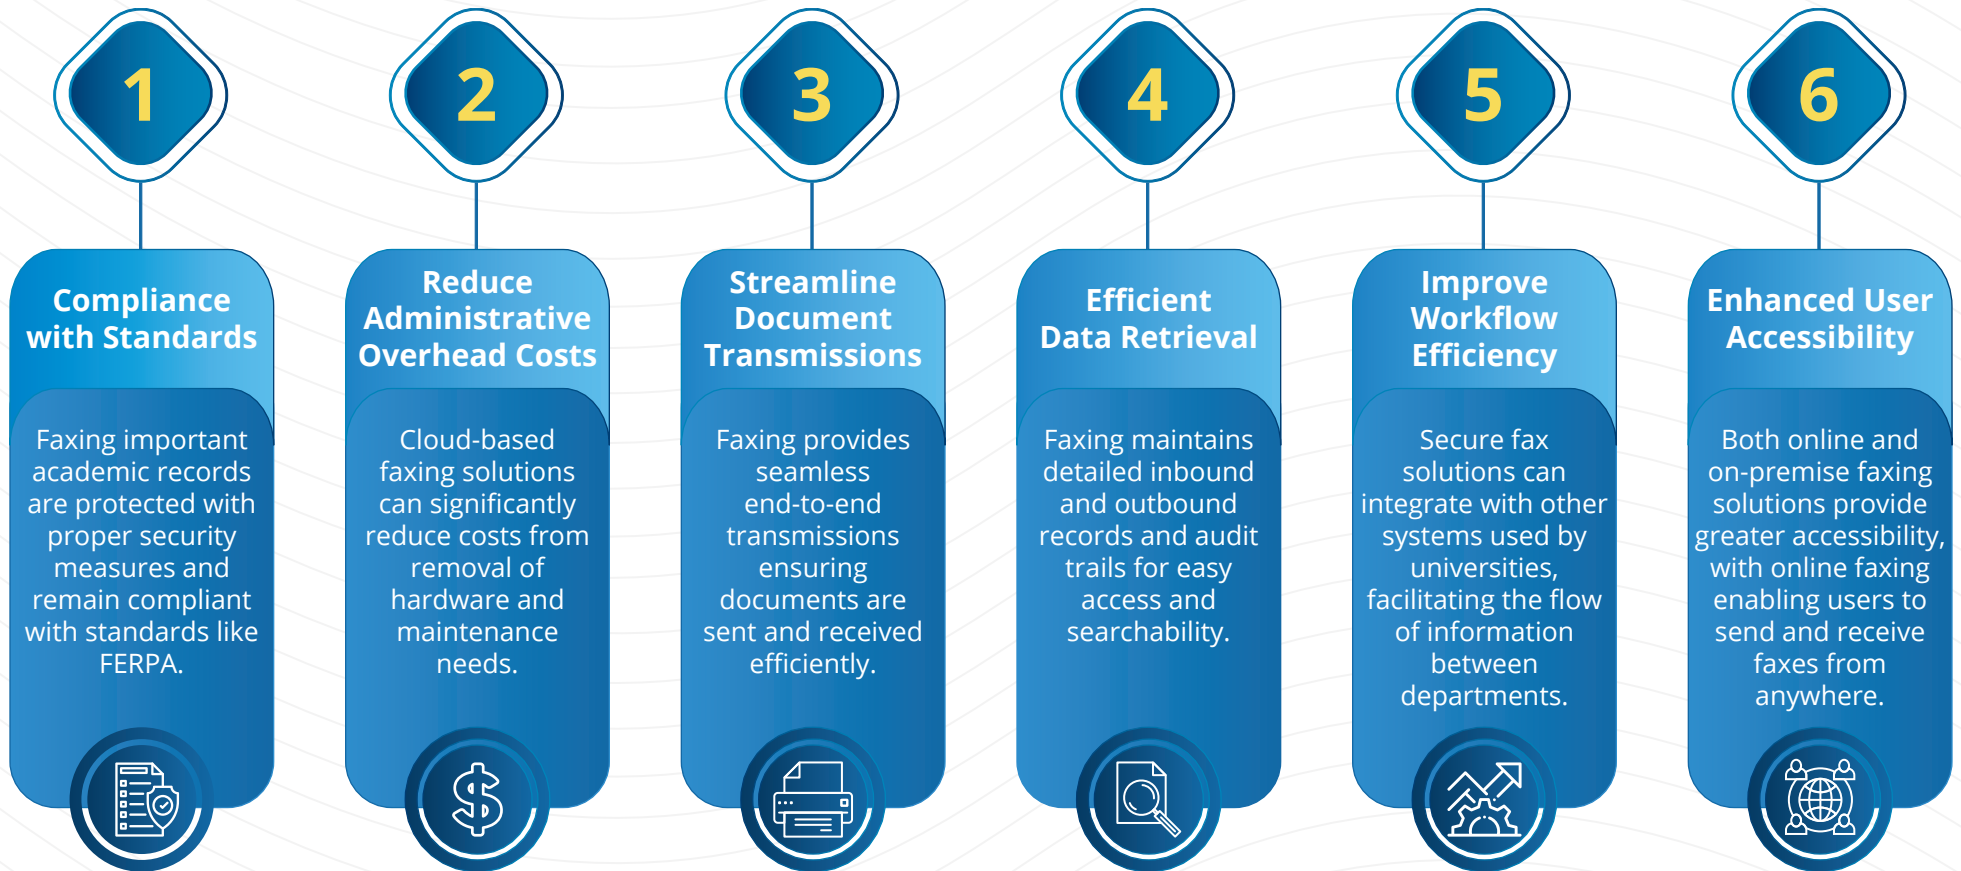 1
Compliance
with Standards
Faxing important
academic records
are protected with
proper security
measures and
remain compliant
with standards like
FERPA.
2
Reduce
Administrative
Overhead Costs
Cloud-based
faxing solutions
can significantly
reduce costs from
removal of
hardware and
maintenance
needs.
3
Streamline
Document
Transmissions
Faxing provides
seamless
end-to-end
transmissions
ensuring
documents are
sent and received
efficiently.
4
Efficient
Data Retrieval
Faxing maintains
detailed inbound
and outbound
records and audit
trails for easy
access and
searchability.
5
Improve
Workflow
Efficiency
Secure fax
solutions can
integrate with other
systems used by
universities,
facilitating the flow
of information
between
departments.
6
Enhanced User
Accessibility
Both online and
on-premise faxing
solutions provide
greater accessibility,
with online faxing
enabling users to
send and receive
faxes from
anywhere.
$